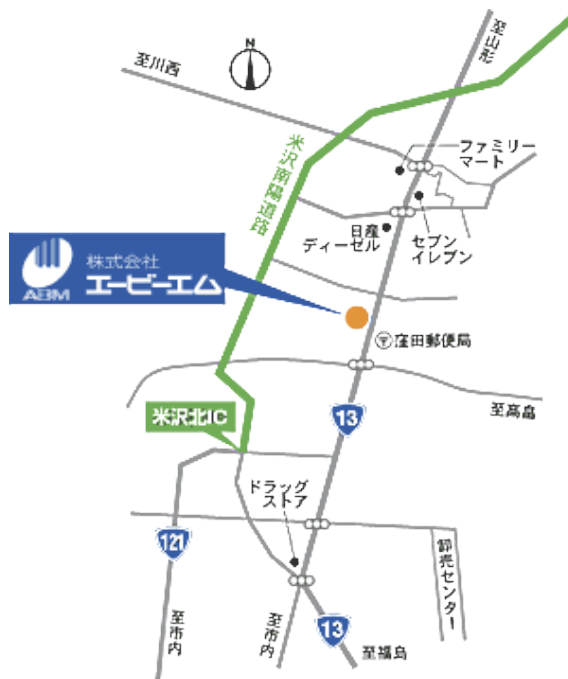 至山形
N
至川西
ファミリー
マート
米沢南陽道路
日産
ディーゼル
セブン
イレブン
ABM
株式会社
エービーエム
〒窪田郵便局
至高畠
13
米沢北IC
ドラッグ
ストア
121
卸売センター
至市内
至市内
13
至福島